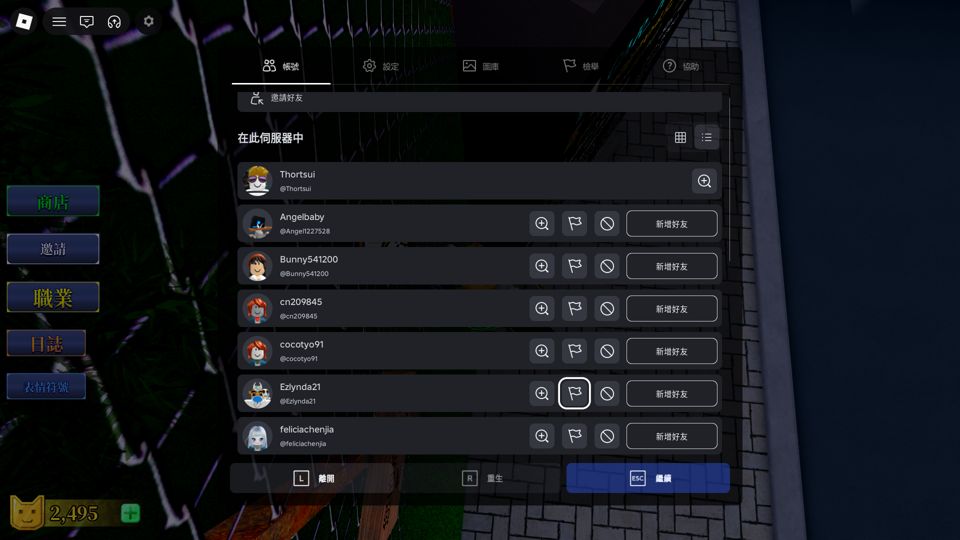 帳號
設定
圖庫
檢舉
協助
邀請好友
在此伺服器中
Thortsui
@Thortsui
Angelbaby
@Angel1227528
新增好友
Bunny541200
@Bunny541200
新增好友
cn209845
@cn209845
新增好友
cocotyo91
@cocotyo91
新增好友
Ezlynda21
@Ezlynda21
新增好友
feliciachenjia
@feliciachenjia
新增好友
L 離開
R 重生
ESC 繼續
商店
邀請
職業
日誌
表情符號
2,495